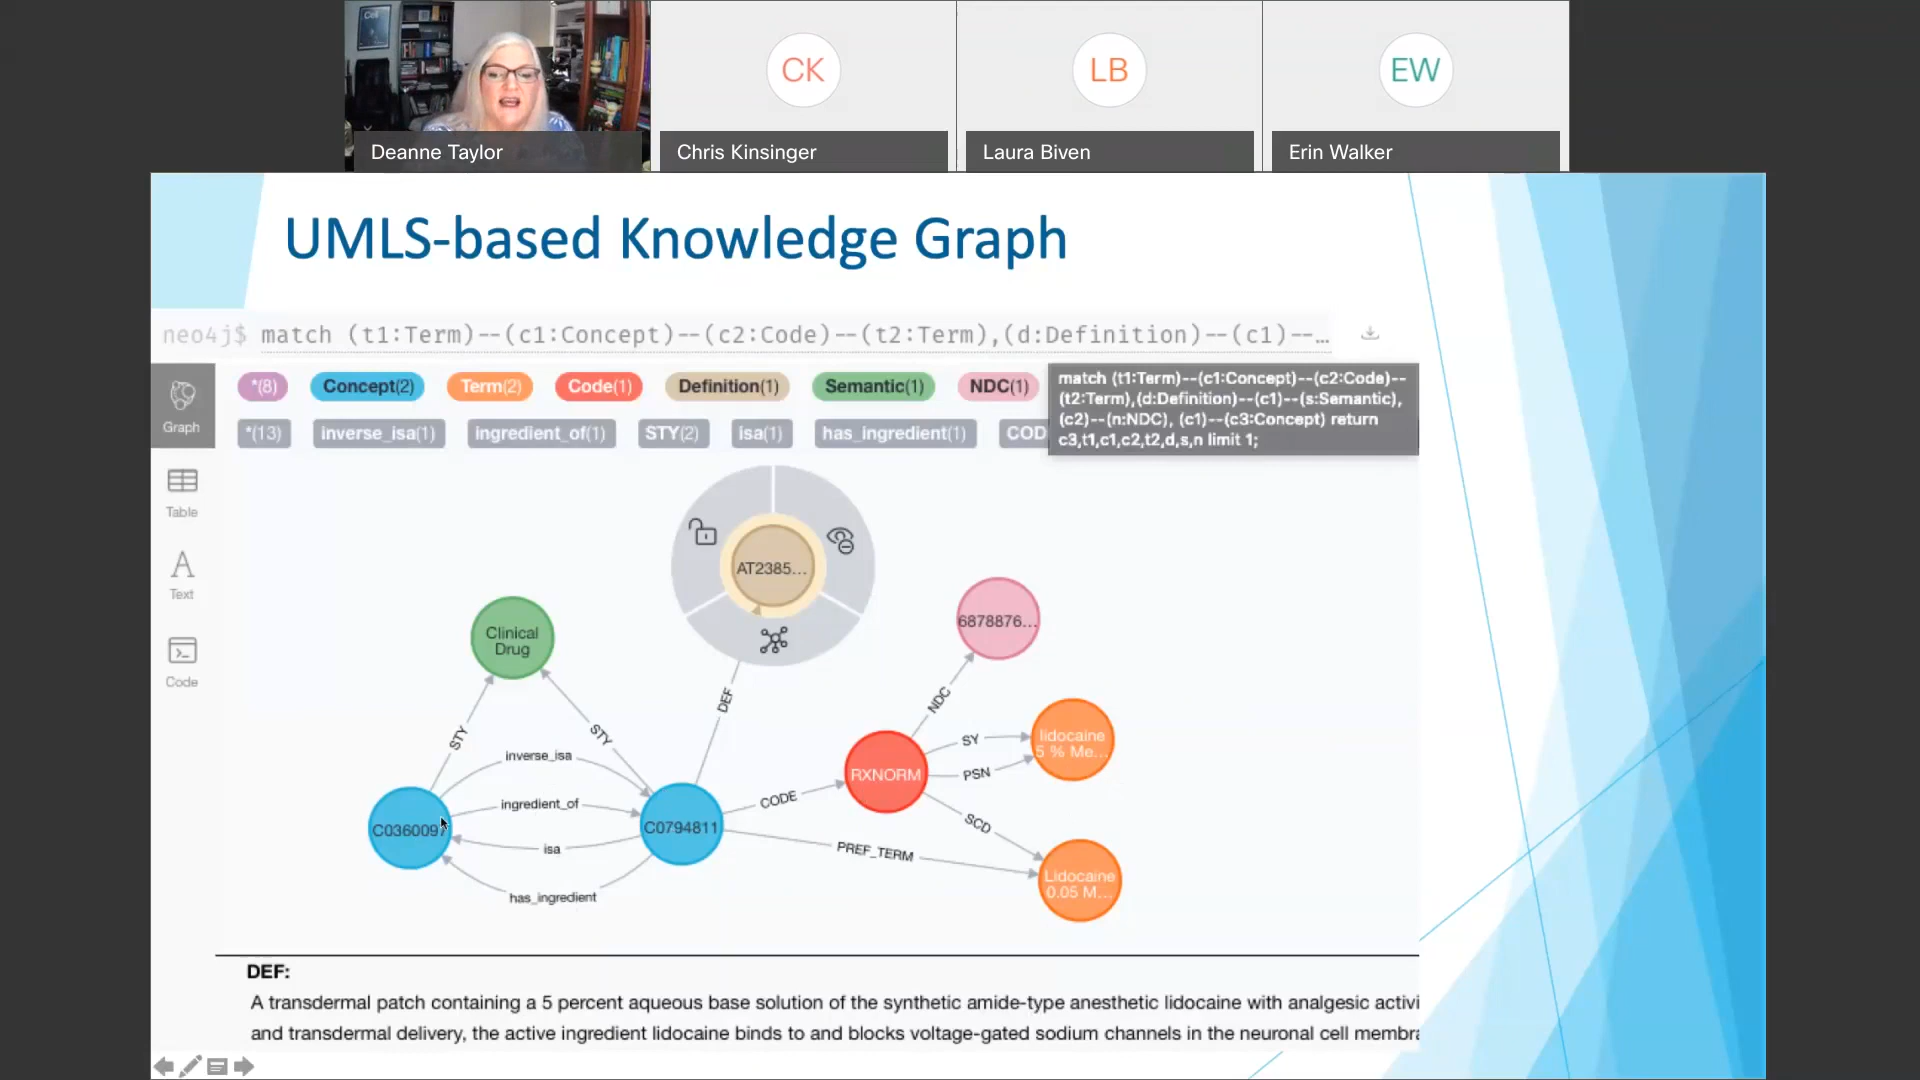 Cell
CK
LB
EW
Deanne Taylor
Chris Kinsinger
Laura Biven
Erin Walker
UMLS-based Knowledge Graph
neo4j$ match (t1:Term)--(c1:Concept)--(c2:Code)--(t2:Term),(d:Definition)--(c1)--…
Graph
*(8) Concept(2) Term(2) Code(1) Definition(1) Semantic(1) NDC(1)
*(13) inverse_isa(1) ingredient_of(1) STY(2) isa(1) has_ingredient(1) COD
match (t1:Term)--(c1:Concept)--(c2:Code)--
(t2:Term),(d:Definition)--(c1)--(s:Semantic),
(c2)--(n:NDC), (c1)--(c3:Concept) return
c3,t1,c1,c2,t2,d,s,n limit 1;
Table
Text
Code
AT2385...
Clinical
Drug
6878876...
DEF
NDC
STY
STY
inverse_isa
ingredient_of
isa
has_ingredient
C0360097
C0794811
CODE
PREF_TERM
RXNORM
SY
PSN
SCD
lidocaine
5 % Me...
Lidocaine
0.05 M...
DEF:
A transdermal patch containing a 5 percent aqueous base solution of the synthetic amide-type anesthetic lidocaine with analgesic activi
and transdermal delivery, the active ingredient lidocaine binds to and blocks voltage-gated sodium channels in the neuronal cell membra